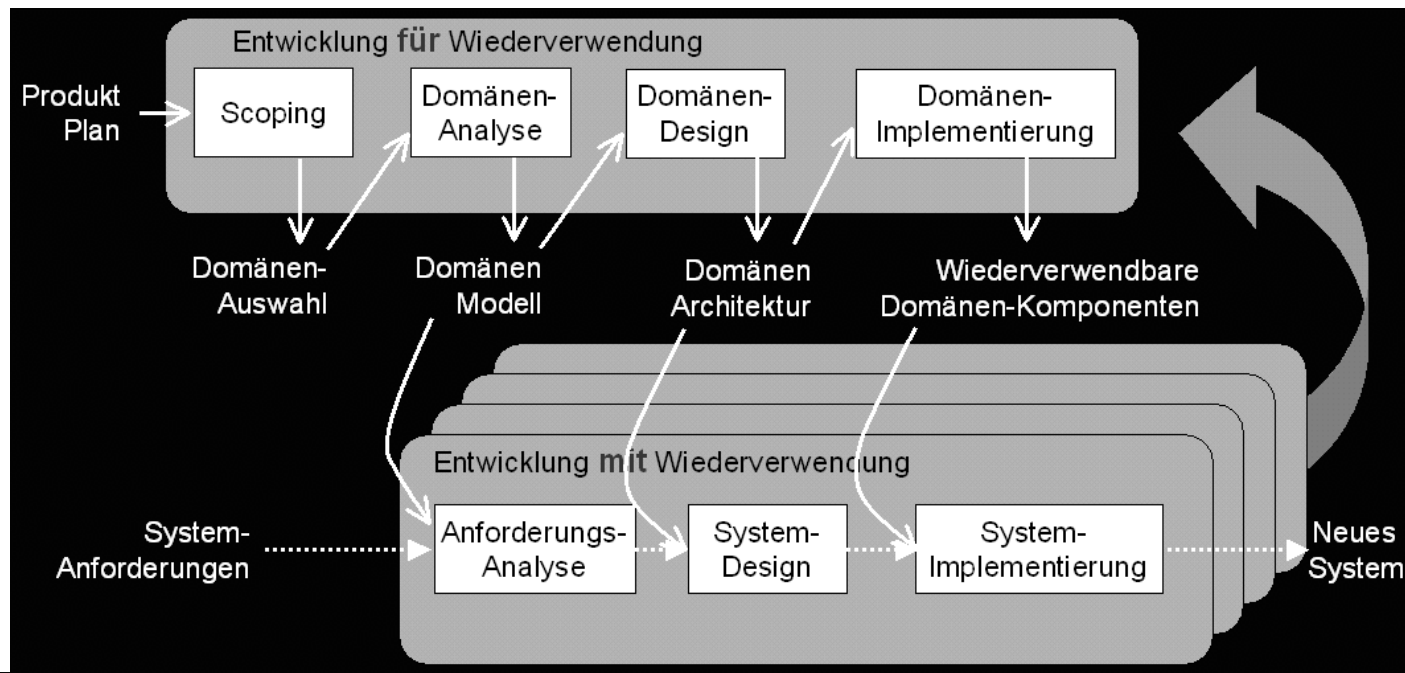 Entwicklung für Wiederverwendung
Produkt
Plan
Scoping
Domänen-
Analyse
Domänen-
Design
Domänen-
Implementierung
Domänen-
Auswahl
Domänen
Modell
Domänen
Architektur
Wiederverwendbare
Domänen-Komponenten
Entwicklung mit Wiederverwendung
System-
Anforderungen
Anforderungs-
Analyse
System-
Design
System-
Implementierung
Neues
System